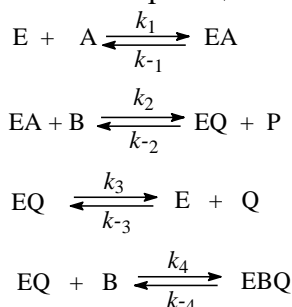 k1
E + A EA
k-1
k2
EA + B EQ + P
k-2
k3
EQ E + Q
k-3
k4
EQ + B EBQ
k-4